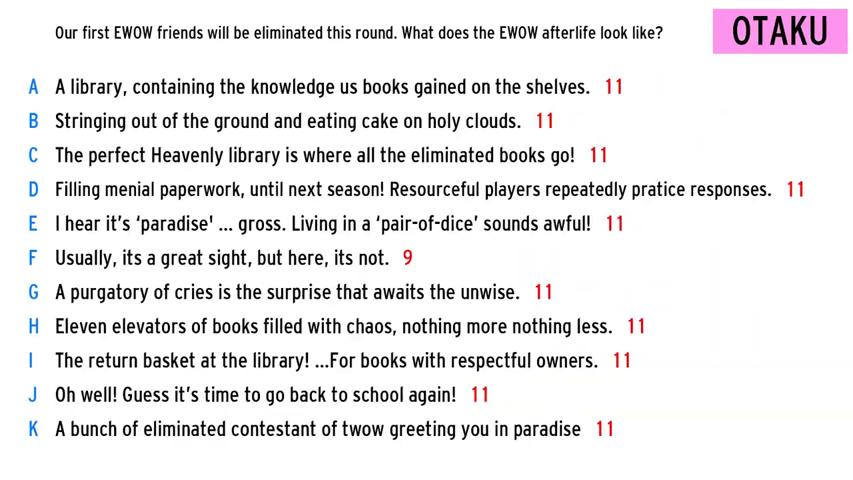 Our first EWOW friends will be eliminated this round. What does the EWOW afterlife look like?
OTAKU
A A library, containing the knowledge us books gained on the shelves. 11
B Stringing out of the ground and eating cake on holy clouds. 11
C The perfect Heavenly library is where all the eliminated books go! 11
D Filling menial paperwork, until next season! Resourceful players repeatedly pratice responses. 11
E I hear it's ‘paradise' ... gross. Living in a ‘pair-of-dice’ sounds awful! 11
F Usually, its a great sight, but here, its not. 9
G A purgatory of cries is the surprise that awaits the unwise. 11
H Eleven elevators of books filled with chaos, nothing more nothing less. 11
I The return basket at the library! ...For books with respectful owners. 11
J Oh well! Guess it's time to go back to school again! 11
K A bunch of eliminated contestant of twow greeting you in paradise 11